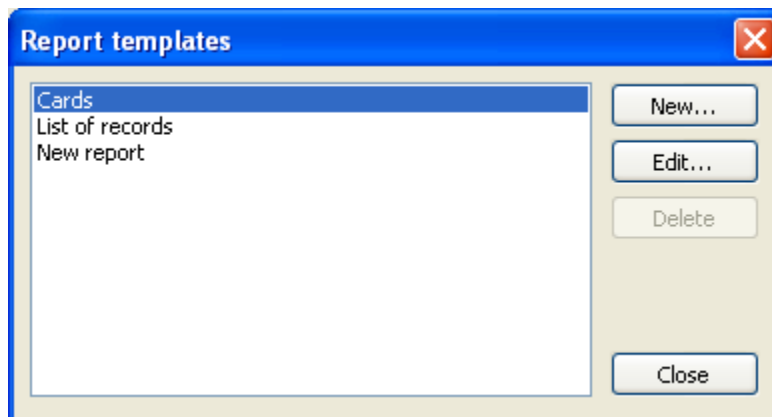 Report templates
Cards
List of records
New report
New...
Edit...
Delete
Close